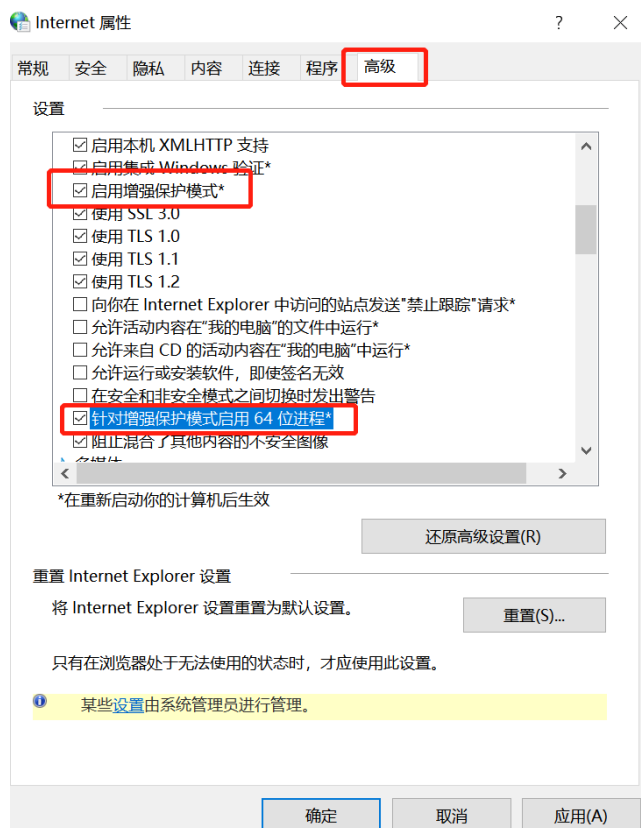 Internet 属性
常规 安全 隐私 内容 连接 程序 高级
设置
启用本机 XMLHTTP 支持
启用集成 Windows 验证*
启用增强保护模式*
使用 SSL 3.0
使用 TLS 1.0
使用 TLS 1.1
使用 TLS 1.2
向你在 Internet Explorer 中访问的站点发送"禁止跟踪"请求*
允许活动内容在"我的电脑"的文件中运行*
允许来自 CD 的活动内容在"我的电脑"中运行*
允许运行或安装软件，即使签名无效
在安全和非安全模式之间切换时发出警告
针对增强保护模式启用 64 位进程*
阻止混合了其他内容的不安全图像
多媒体
*在重新启动你的计算机后生效
还原高级设置(R)
重置 Internet Explorer 设置
将 Internet Explorer 设置重置为默认设置。
重置(S)...
只有在浏览器处于无法使用的状态时，才应使用此设置。
某些设置由系统管理员进行管理。
确定 取消 应用(A)